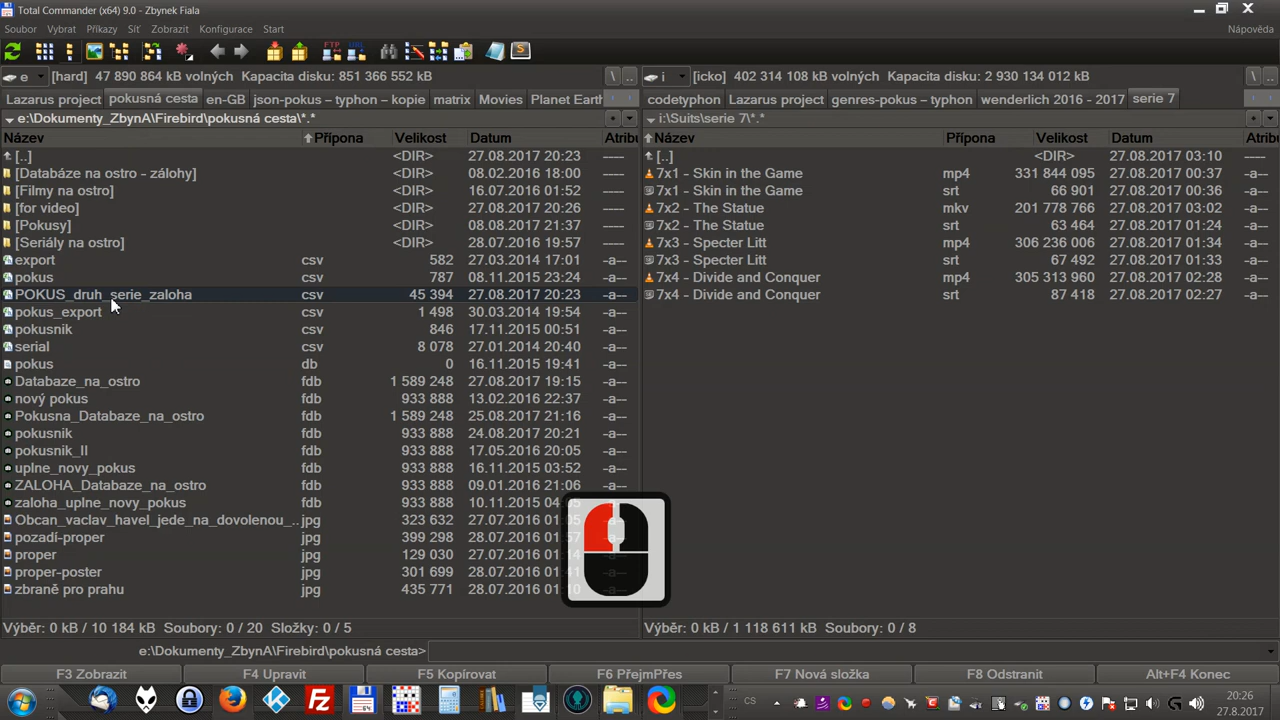 Total Commander (x64) 9.0 - Zbynek Fiala
Soubor Vybrat Příkazy Síť Zobrazit Konfigurace Start Nápověda
FTP URL
e [hard] 47 890 864 kB volných Kapacita disku: 851 366 552 kB \ .. i [icko] 402 314 108 kB volných Kapacita disku: 2 930 134 012 kB \ ..
Lazarus project pokusná cesta en-GB json-pokus – typhon – kopie matrix Movies Planet Earth codetyphon Lazarus project genres-pokus – typhon wenderlich 2016 - 2017 serie 7
e:\Dokumenty_ZbynA\Firebird\pokusná cesta\*.* i:\Suits\serie 7\*.*
Název Přípona Velikost Datum Atribu Název Přípona Velikost Datum Atribu
[..] <DIR> 27.08.2017 20:23 ---- [..] <DIR> 27.08.2017 03:10 ----
[Databáze na ostro - zálohy] <DIR> 08.02.2016 18:00 ---- 7x1 - Skin in the Game mp4 331 844 095 27.08.2017 00:37 -a--
[Filmy na ostro] <DIR> 16.07.2016 01:52 ---- 7x1 - Skin in the Game srt 66 901 27.08.2017 00:36 -a--
[for video] <DIR> 27.08.2017 20:26 ---- 7x2 - The Statue mkv 201 778 766 27.08.2017 03:02 -a--
[Pokusy] <DIR> 08.08.2017 21:37 ---- 7x2 - The Statue srt 63 464 27.08.2017 01:24 -a--
[Seriály na ostro] <DIR> 28.07.2016 19:57 ---- 7x3 - Specter Litt mp4 306 236 006 27.08.2017 01:34 -a--
export csv 582 27.03.2014 17:01 -a-- 7x3 - Specter Litt srt 67 492 27.08.2017 01:33 -a--
pokus csv 787 08.11.2015 23:24 -a-- 7x4 - Divide and Conquer mp4 305 313 960 27.08.2017 02:28 -a--
POKUS_druh_serie_zaloha csv 45 394 27.08.2017 20:23 -a-- 7x4 - Divide and Conquer srt 87 418 27.08.2017 02:27 -a--
pokus_export csv 1 498 30.03.2014 19:54 -a--
pokusnik csv 846 17.11.2015 00:51 -a--
serial csv 8 078 27.01.2014 20:40 -a--
pokus db 0 16.11.2015 19:41 -a--
Databaze_na_ostro fdb 1 589 248 27.08.2017 19:15 -a--
nový pokus fdb 933 888 13.02.2016 22:37 -a--
Pokusna_Databaze_na_ostro fdb 1 589 248 25.08.2017 21:16 -a--
pokusnik fdb 933 888 24.08.2017 20:21 -a--
pokusnik_II fdb 933 888 17.05.2016 20:05 -a--
uplne_novy_pokus fdb 933 888 16.11.2015 03:52 -a--
ZALOHA_Databaze_na_ostro fdb 933 888 09.01.2016 21:06 -a--
zaloha_uplne_novy_pokus fdb 933 888 10.11.2015
Obcan_vaclav_havel_jede_na_dovolenou_... jpg 323 632 27.07.2016
pozadí-proper jpg 399 298 28.07.2016
proper jpg 129 030 27.07.2016
proper-poster jpg 301 699 28.07.2016
zbraně pro prahu jpg 435 771 28.07.2016
Výběr: 0 kB / 10 184 kB Soubory: 0 / 20 Složky: 0 / 5 Výběr: 0 kB / 1 118 611 kB Soubory: 0 / 8
e:\Dokumenty_ZbynA\Firebird\pokusná cesta>
F3 Zobrazit F4 Upravit F5 Kopírovat F6 PřejmPřes F7 Nová složka F8 Odstranit Alt+F4 Konec
CS 20:26
27.8.2017